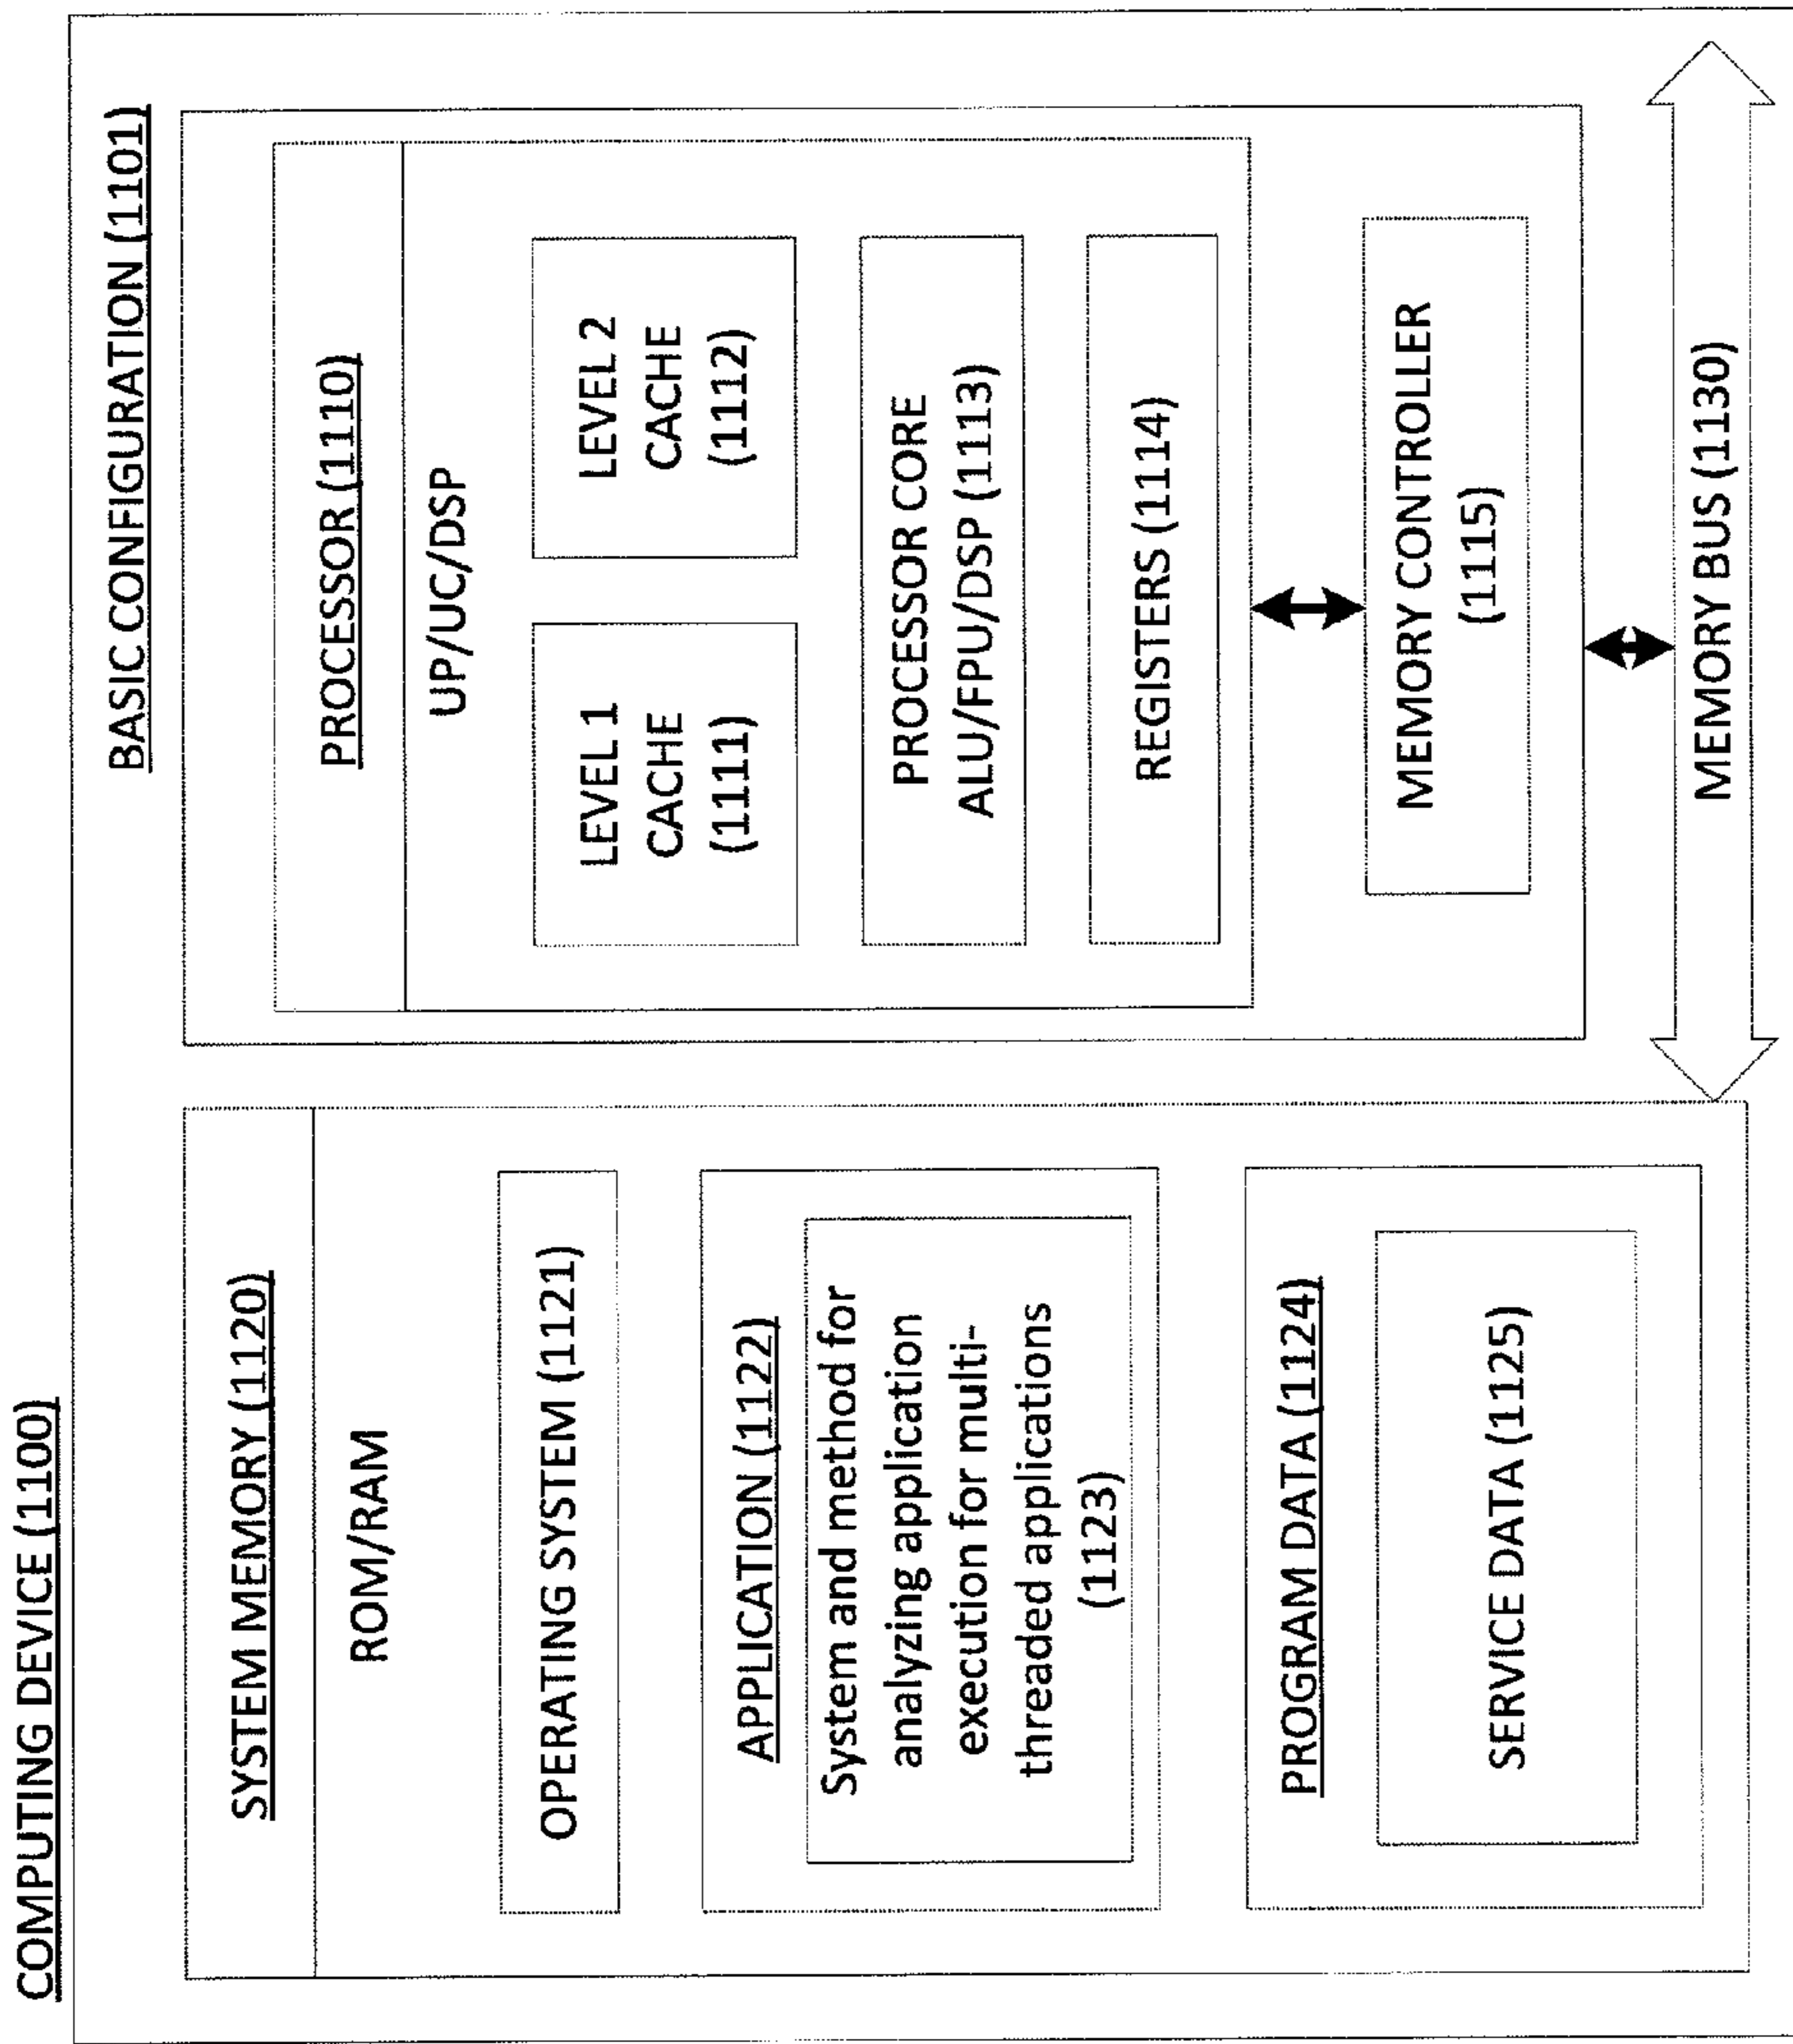 COMPUTING DEVICE (1100)
SYSTEM MEMORY (1120)
ROM/RAM
OPERATING SYSTEM (1121)
APPLICATION (1122)
System and method for
analyzing application
execution for multi-
threaded applications
(1123)
PROGRAM DATA (1124)
SERVICE DATA (1125)
BASIC CONFIGURATION (1101)
PROCESSOR (1110)
UP/UC/DSP
LEVEL 1
CACHE
(1111)
LEVEL 2
CACHE
(1112)
PROCESSOR CORE
ALU/FPU/DSP (1113)
REGISTERS (1114)
MEMORY CONTROLLER
(1115)
MEMORY BUS (1130)